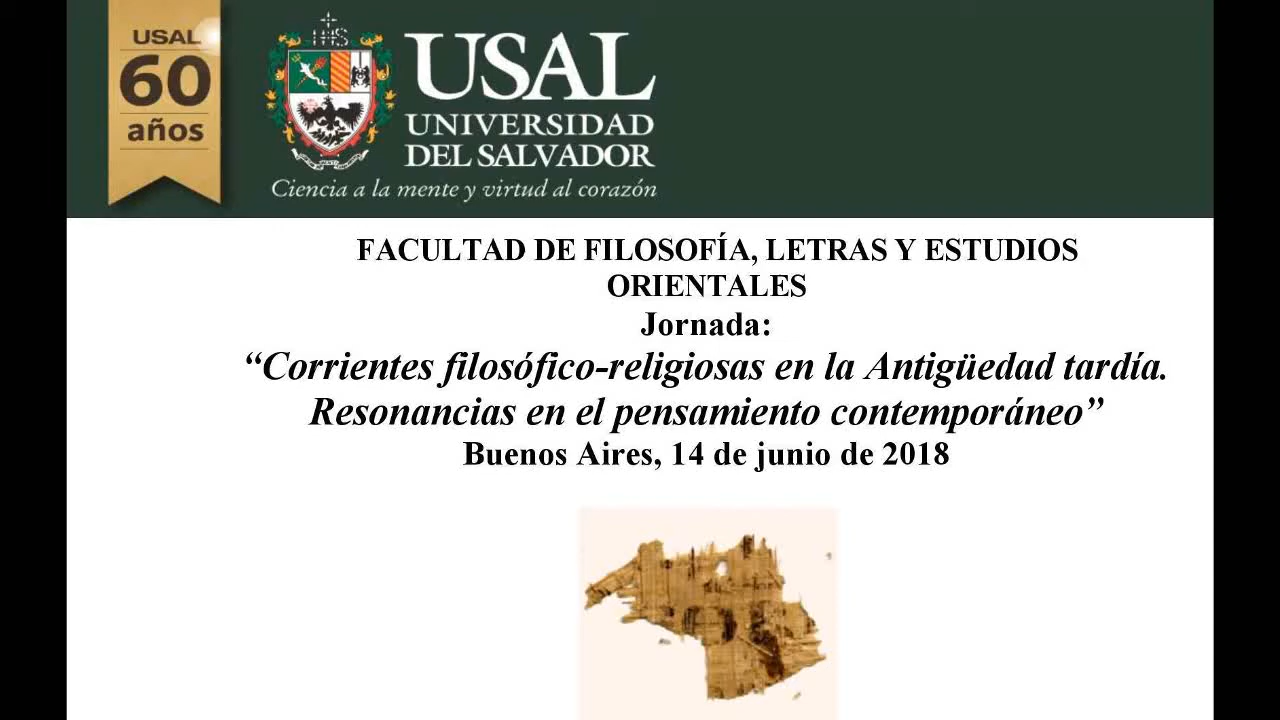 USAL
60
años
IHS
USAL
UNIVERSIDAD
DEL SALVADOR
Ciencia a la mente y virtud al corazón
FACULTAD DE FILOSOFÍA, LETRAS Y ESTUDIOS
ORIENTALES
Jornada:
“Corrientes filosófico-religiosas en la Antigüedad tardía.
Resonancias en el pensamiento contemporáneo”
Buenos Aires, 14 de junio de 2018